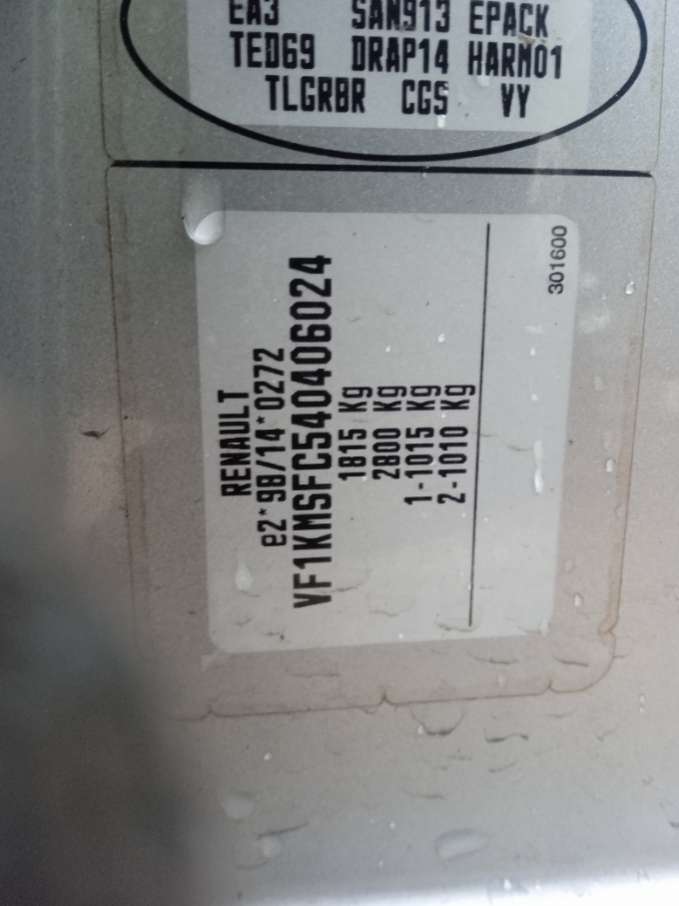 EA3 SAN913 EPACK
TED69 DRAP14 HARM01
TLGRBR CGS VY
RENAULT
e2*98/14*0272
VF1KMSFC540406024
1815 Kg
2800 Kg
1-1015 Kg
2-1010 Kg
301600